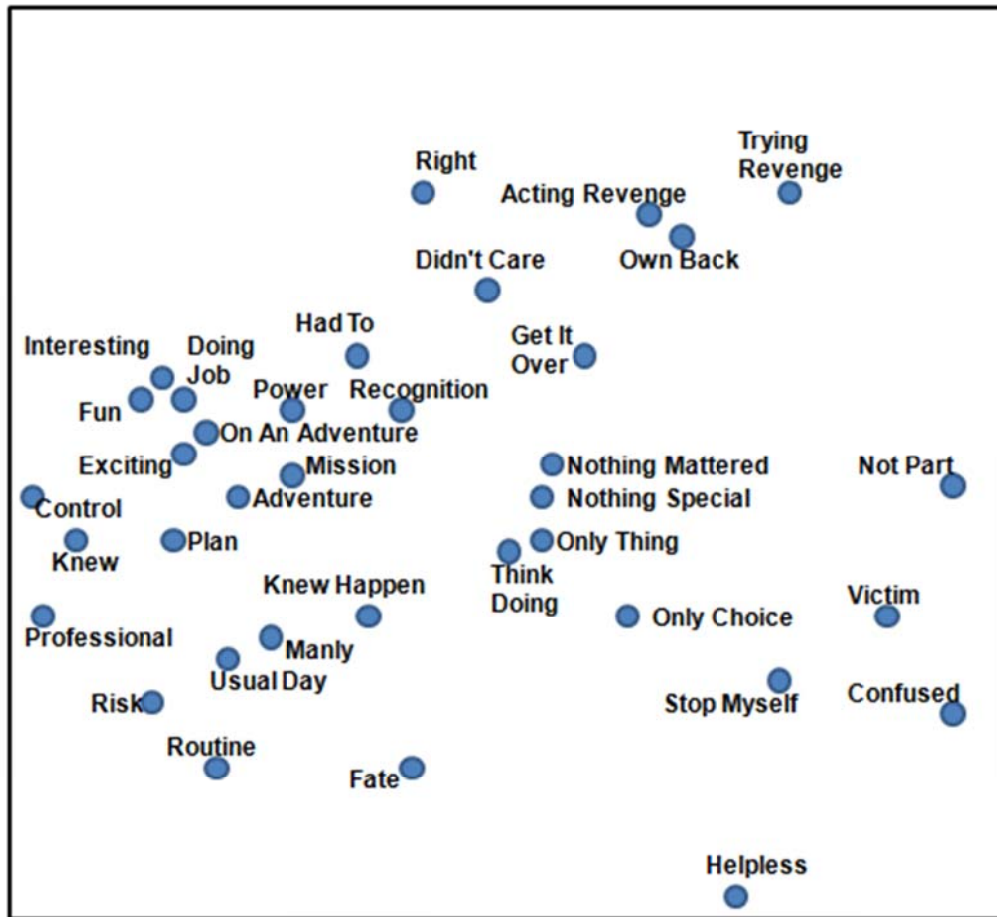 Trying
Revenge
Right
Acting Revenge
Own Back
Didn't Care
Had To
Get It
Over
Interesting
Doing
Job
Power
Recognition
Fun
On An Adventure
Exciting
Mission
Nothing Mattered
Not Part
Control
Adventure
Nothing Special
Knew
Plan
Only Thing
Think
Doing
Knew Happen
Victim
Only Choice
Professional
Manly
Usual Day
Risk
Stop Myself
Confused
Routine
Fate
Helpless